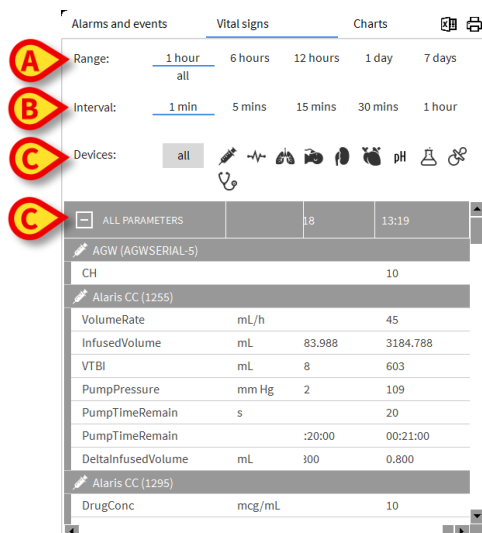 Alarms and events Vital signs Charts
A Range: 1 hour 6 hours 12 hours 1 day 7 days
all
B Interval: 1 min 5 mins 15 mins 30 mins 1 hour
C Devices: all pH
C ALL PARAMETERS 18 13:19
AGW (AGWSERIAL-5)
CH 10
Alaris CC (1255)
VolumeRate mL/h 45
InfusedVolume mL 83.988 3184.788
VTBI mL 8 603
PumpPressure mm Hg 2 109
PumpTimeRemain s 20
PumpTimeRemain :20:00 00:21:00
DeltaInfusedVolume mL 0.800
Alaris CC (1295)
DrugConc mcg/mL 10